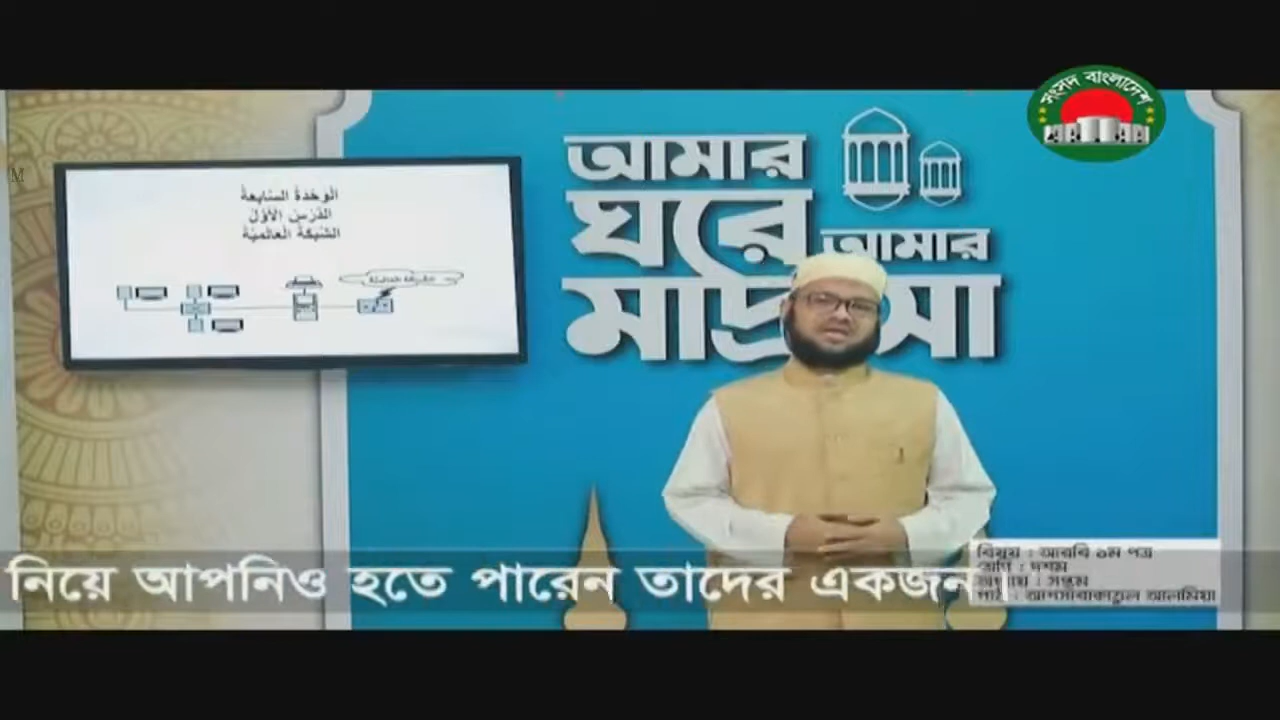 সংসদ বাংলাদেশ
M
الوحدة السابعة
الدرس الأول
الشبكة العالمية
আমার
ঘরে আমার
মাদ্রাসা
বিষয় : আরবি ১ম পত্র
শ্রেণি : দশম
অধ্যায় : সপ্তম
পাঠ : আশশাবাকাতুল আলমিয়া
নিয়ে আপনিও হতে পারেন তাদের একজন।